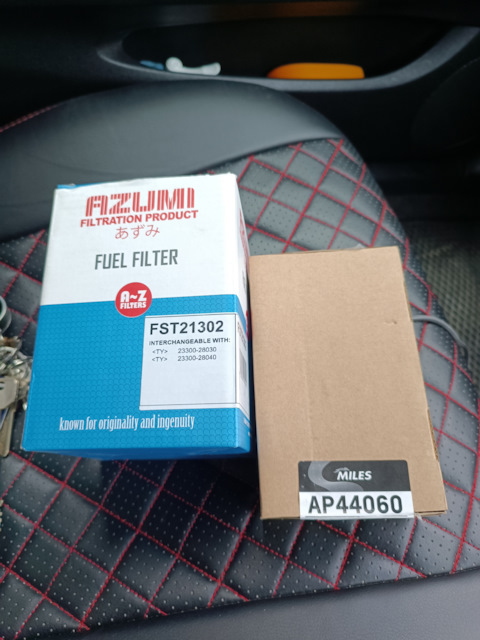 AZUMI
FILTRATION PRODUCT
あずみ
FUEL FILTER
A~Z
FILTERS
FST21302
INTERCHANGEABLE WITH:
<TY> 23300-28030
<TY> 23300-28040
known for originality and ingenuity
MILES
AP44060